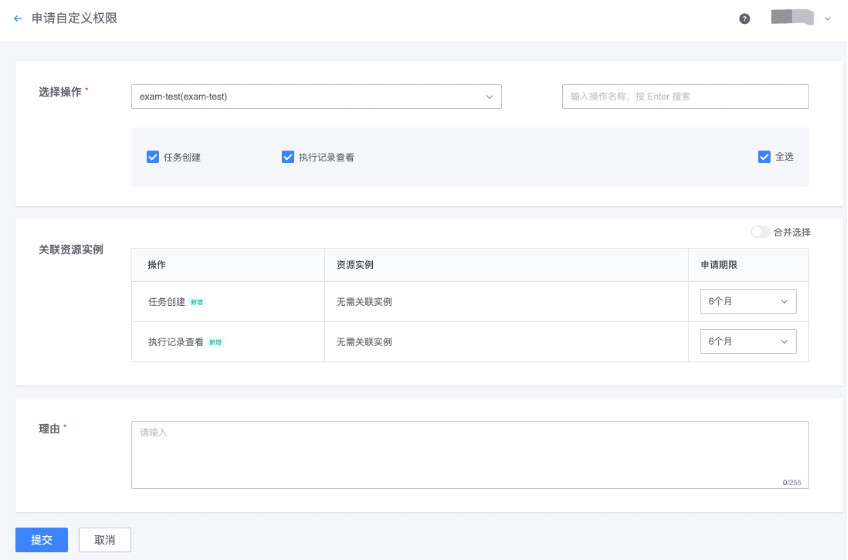 申请自定义权限
选择操作 *
exam-test(exam-test)
输入操作名称，按 Enter 搜索
任务创建 执行记录查看 全选
合并选择
关联资源实例
操作 资源实例 申请期限
任务创建 新增 无需关联实例 6个月
执行记录查看 新增 无需关联实例 6个月
理由 *
请输入
0/255
提交 取消